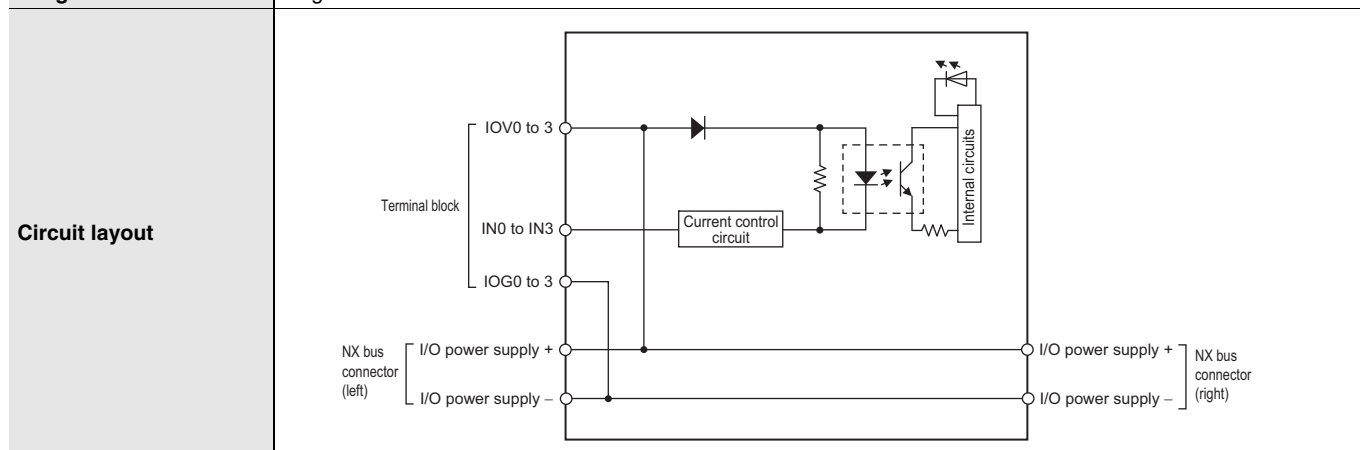 Circuit layout
Terminal block
IOV0 to 3
IN0 to IN3
IOG0 to 3
Current control
circuit
Internal circuits
NX bus
connector
(left)
I/O power supply +
I/O power supply –
I/O power supply +
I/O power supply –
NX bus
connector
(right)